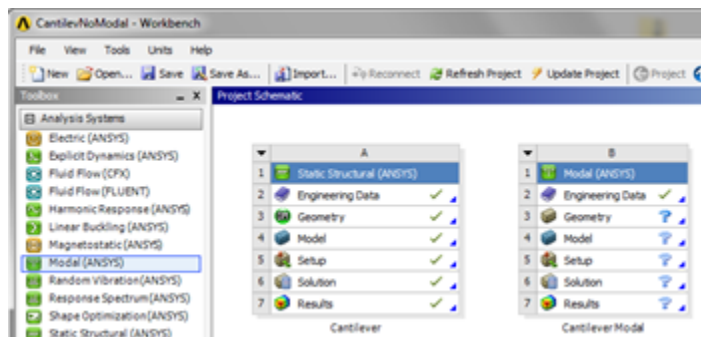 CantilevNoModal - Workbench
File View Tools Units Help
New Open... Save Save As... Import... Reconnect Refresh Project Update Project Project
Toolbox
Project Schematic
Analysis Systems
Electric (ANSYS)
Explicit Dynamics (ANSYS)
Fluid Flow (CFX)
Fluid Flow (FLUENT)
Harmonic Response (ANSYS)
Linear Buckling (ANSYS)
Magnetostatic (ANSYS)
Modal (ANSYS)
Random Vibration (ANSYS)
Response Spectrum (ANSYS)
Shape Optimization (ANSYS)
Static Structural (ANSYS)
A
1 Static Structural (ANSYS)
2 Engineering Data
3 Geometry
4 Model
5 Setup
6 Solution
7 Results
Cantilever
B
1 Modal (ANSYS)
2 Engineering Data
3 Geometry ?
4 Model ?
5 Setup ?
6 Solution ?
7 Results ?
Cantilever Modal